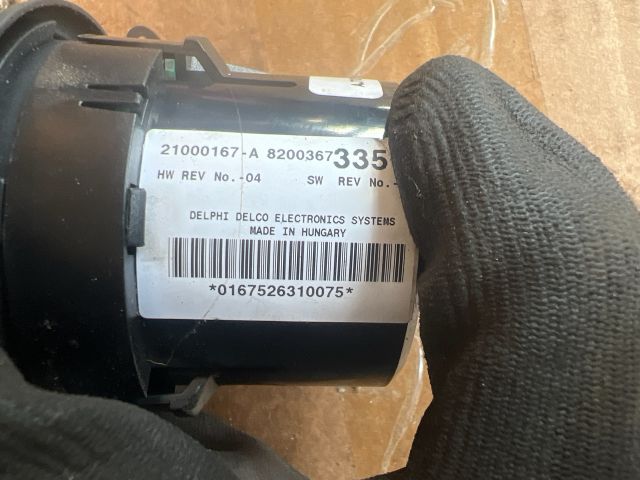 21000167-A 8200367335
HW REV No.-04 SW REV No.-
DELPHI DELCO ELECTRONICS SYSTEMS
MADE IN HUNGARY
*0167526310075*